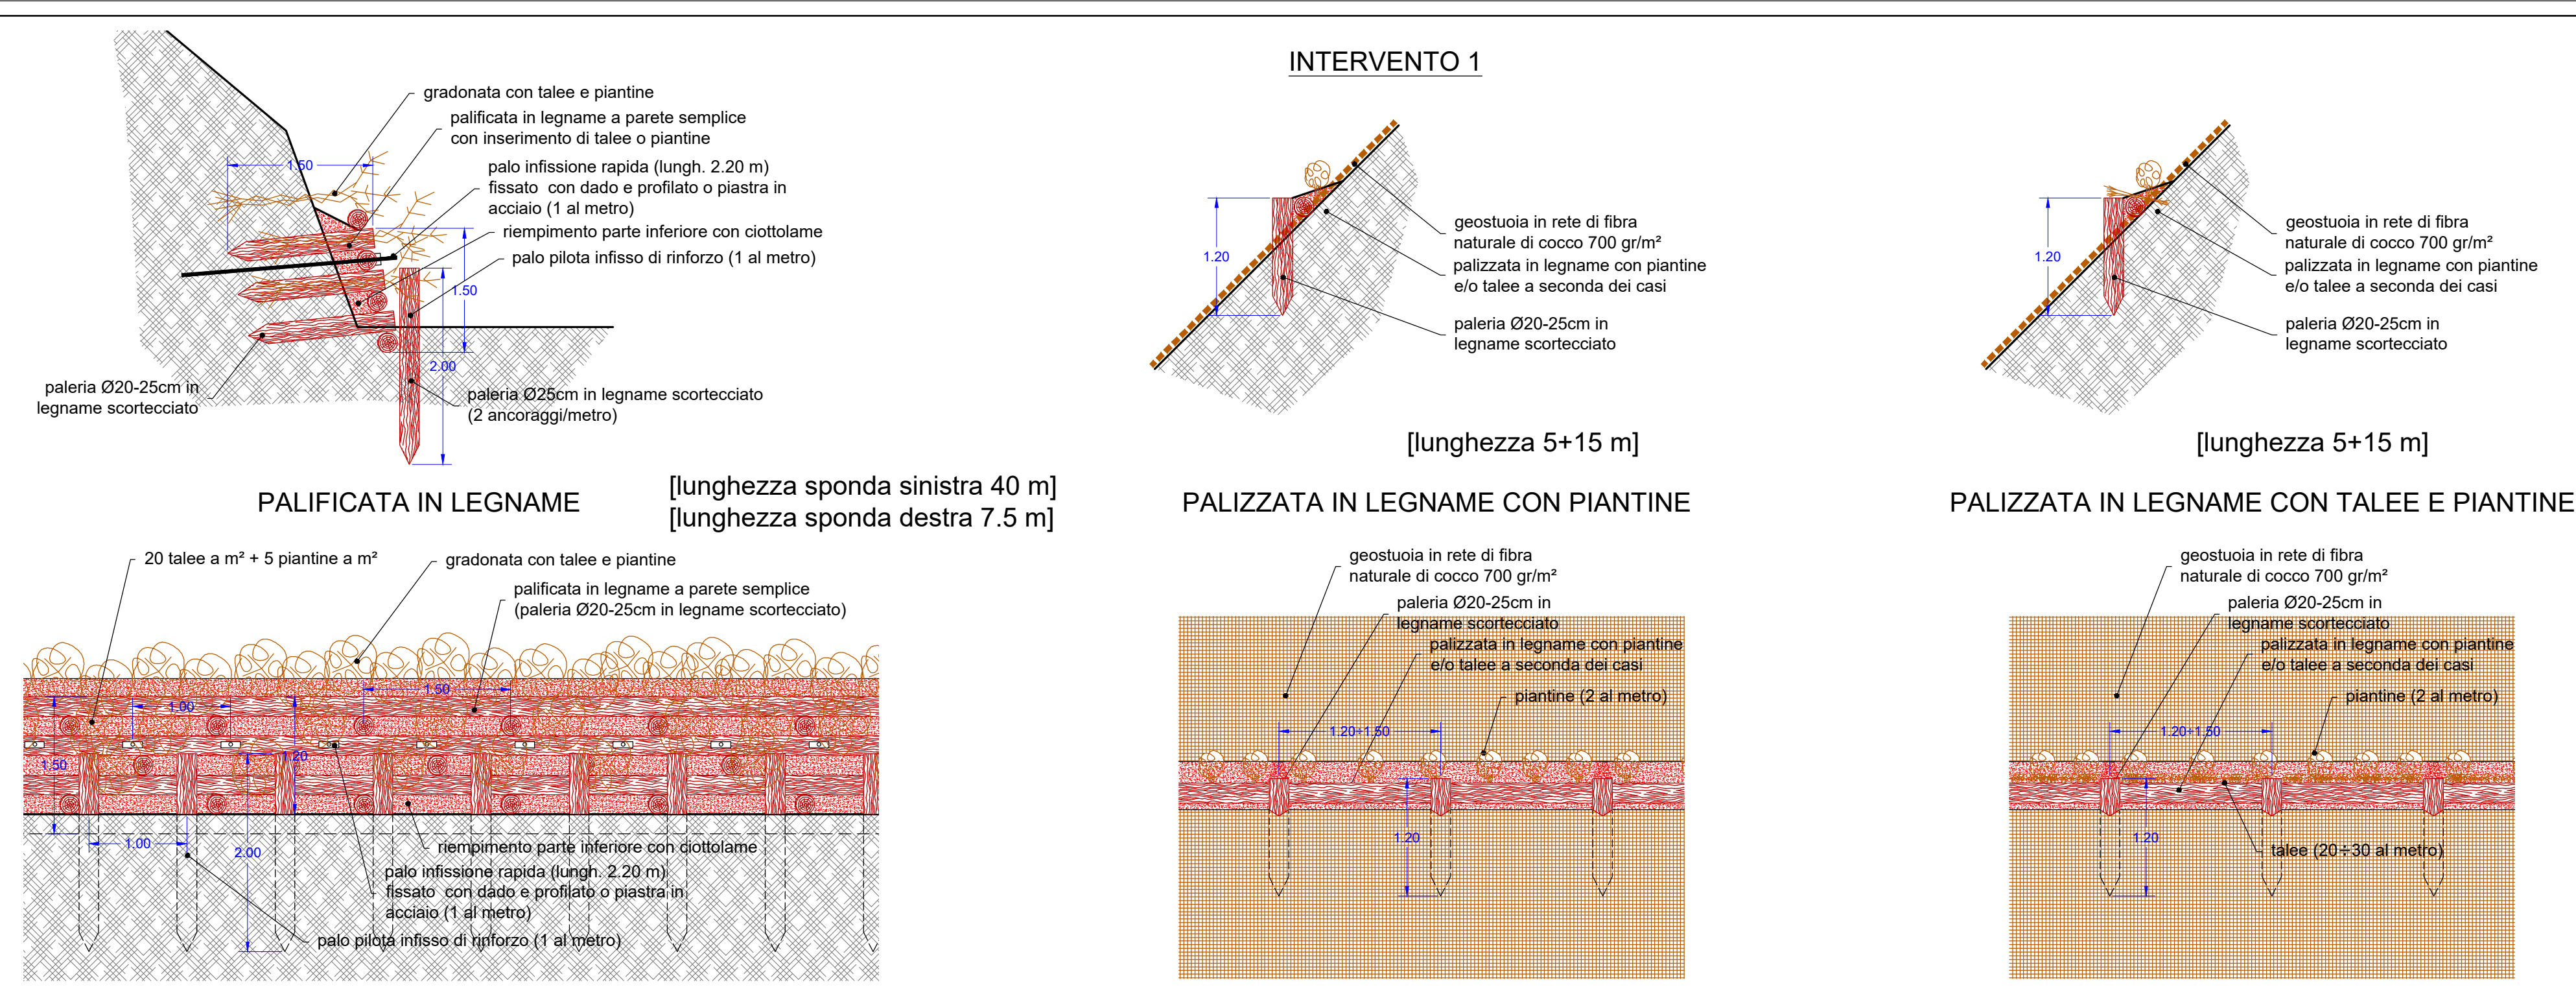 INTERVENTO 1
gradonata con talee e piantine
palificata in legname a parete semplice
con inserimento di talee o piantine
palo infissione rapida (lungh. 2.20 m)
fissato con dado e profilato o piastra in
acciaio (1 al metro)
riempimento parte inferiore con ciottolame
palo pilota infisso di rinforzo (1 al metro)
1.50
1.50
2.00
paleria Ø20-25cm in
legname scortecciato
paleria Ø25cm in legname scortecciato
(2 ancoraggi/metro)
PALIFICATA IN LEGNAME
[lunghezza sponda sinistra 40 m]
[lunghezza sponda destra 7.5 m]
1.20
geostuoia in rete di fibra
naturale di cocco 700 gr/m²
palizzata in legname con piantine
e/o talee a seconda dei casi
paleria Ø20-25cm in
legname scortecciato
[lunghezza 5+15 m]
PALIZZATA IN LEGNAME CON PIANTINE
1.20
geostuoia in rete di fibra
naturale di cocco 700 gr/m²
palizzata in legname con piantine
e/o talee a seconda dei casi
paleria Ø20-25cm in
legname scortecciato
[lunghezza 5+15 m]
PALIZZATA IN LEGNAME CON TALEE E PIANTINE
20 talee a m² + 5 piantine a m²
gradonata con talee e piantine
palificata in legname a parete semplice
(paleria Ø20-25cm in legname scortecciato)
1.50
1.00
1.20
1.50
1.00
2.00
riempimento parte inferiore con ciottolame
palo infissione rapida (lungh. 2.20 m)
fissato con dado e profilato o piastra in
acciaio (1 al metro)
palo pilota infisso di rinforzo (1 al metro)
geostuoia in rete di fibra
naturale di cocco 700 gr/m²
paleria Ø20-25cm in
legname scortecciato
palizzata in legname con piantine
e/o talee a seconda dei casi
piantine (2 al metro)
1.20÷1.50
1.20
geostuoia in rete di fibra
naturale di cocco 700 gr/m²
paleria Ø20-25cm in
legname scortecciato
palizzata in legname con piantine
e/o talee a seconda dei casi
piantine (2 al metro)
1.20÷1.50
1.20
talee (20÷30 al metro)